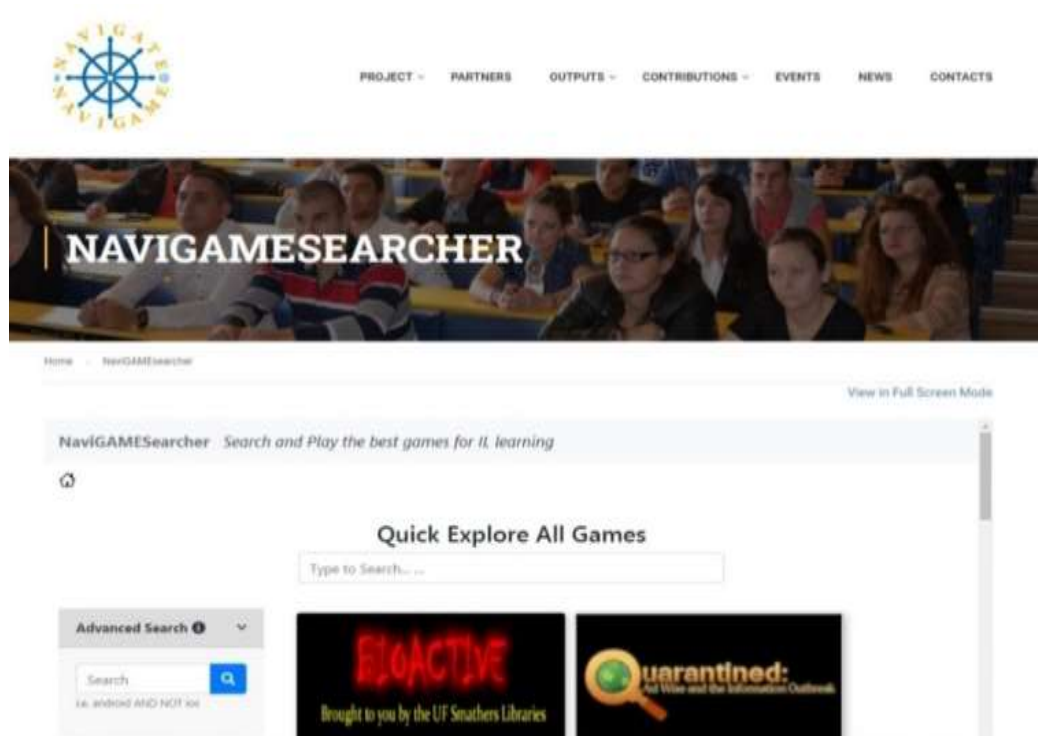 NAVIGATE
NAVIGAME
PROJECT PARTNERS OUTPUTS CONTRIBUTIONS EVENTS NEWS CONTACTS
NAVIGAMESEARCHER
Home NaviGAMEsearcher
View in Full Screen Mode
NaviGAMESearcher Search and Play the best games for IL learning
Quick Explore All Games
Type to Search... ...
Advanced Search
Search
i.e. android AND NOT ios
BIOACTIVE
Brought to you by the UF Smathers Libraries
Quarantined:
Axl Wise and the Information Outbreak